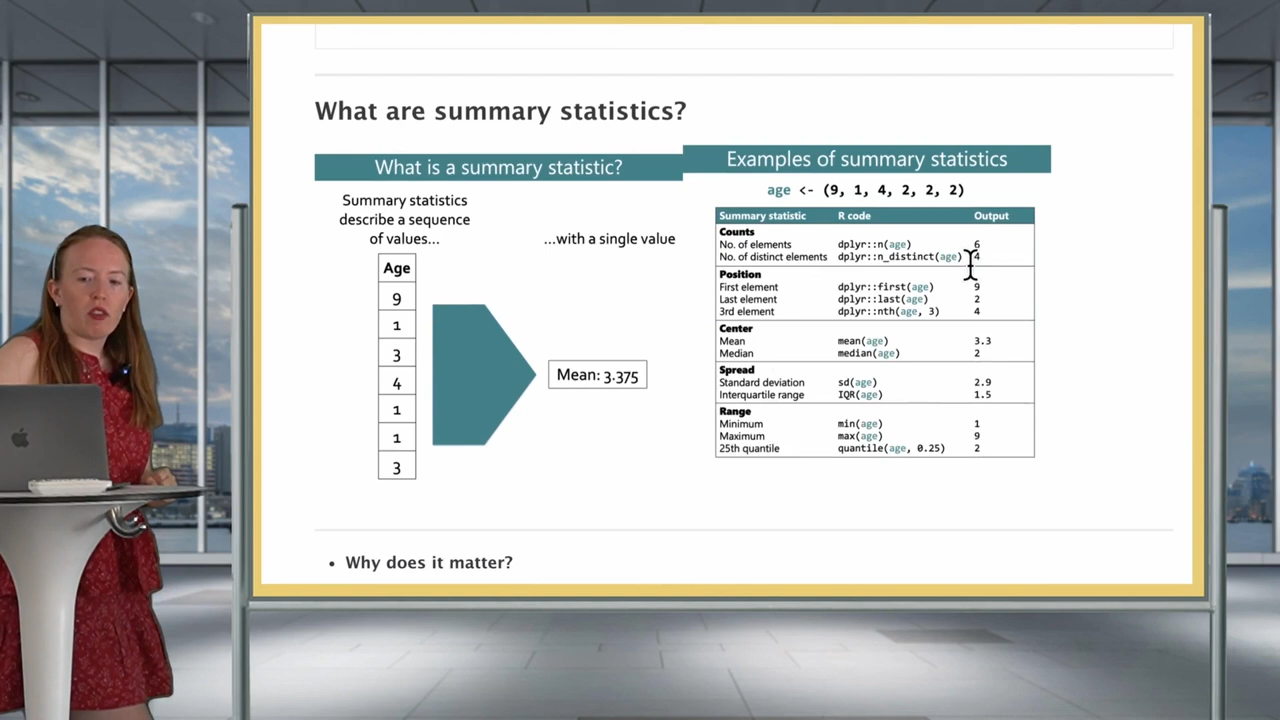 What are summary statistics?
What is a summary statistic?
Summary statistics
describe a sequence
of values...
...with a single value
Age
9
1
3
4
1
1
3
Mean: 3.375
Examples of summary statistics
age <- (9, 1, 4, 2, 2, 2)
Summary statistic R code Output
Counts
No. of elements dplyr::n(age) 6
No. of distinct elements dplyr::n_distinct(age) 4
Position
First element dplyr::first(age) 9
Last element dplyr::last(age) 2
3rd element dplyr::nth(age, 3) 4
Center
Mean mean(age) 3.3
Median median(age) 2
Spread
Standard deviation sd(age) 2.9
Interquartile range IQR(age) 1.5
Range
Minimum min(age) 1
Maximum max(age) 9
25th quantile quantile(age, 0.25) 2
• Why does it matter?